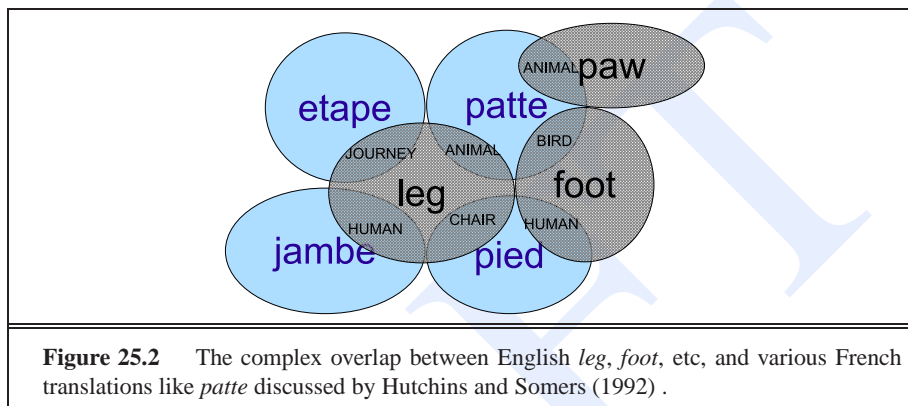 ANIMAL paw
etape patte
JOURNEY ANIMAL BIRD
leg foot
HUMAN CHAIR HUMAN
jambe pied
Figure 25.2 The complex overlap between English leg, foot, etc, and various French
translations like patte discussed by Hutchins and Somers (1992) .